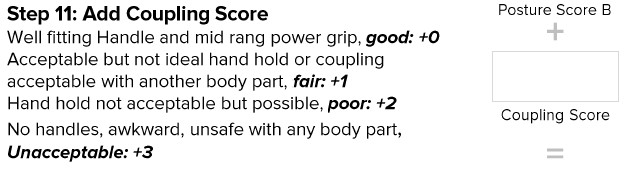 Step 11: Add Coupling Score
Well fitting Handle and mid rang power grip, good: +0
Acceptable but not ideal hand hold or coupling
acceptable with another body part, fair: +1
Hand hold not acceptable but possible, poor: +2
No handles, awkward, unsafe with any body part,
Unacceptable: +3
Posture Score B
+
Coupling Score
=